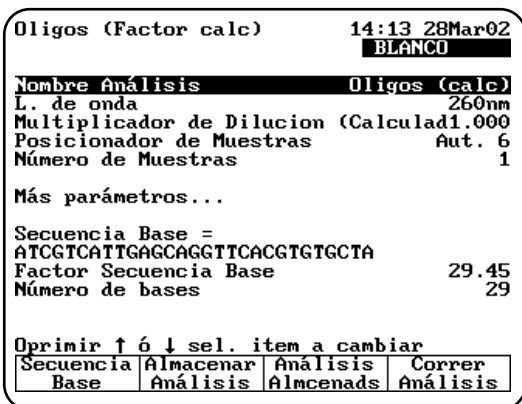 Oligos (Factor calc) 14:13 28Mar02
BLANCO
Nombre Análisis Oligos (calc)
L. de onda 260nm
Multiplicador de Dilucion (Calculad1.000
Posicionador de Muestras Aut. 6
Número de Muestras 1
Más parámetros...
Secuencia Base =
ATCGTCATTGAGCAGGTTCACGTGTGCTA
Factor Secuencia Base 29.45
Número de bases 29
Oprimir ↑ ó ↓ sel. item a cambiar
Secuencia Almacenar Análisis Correr
Base Análisis Almcenads Análisis